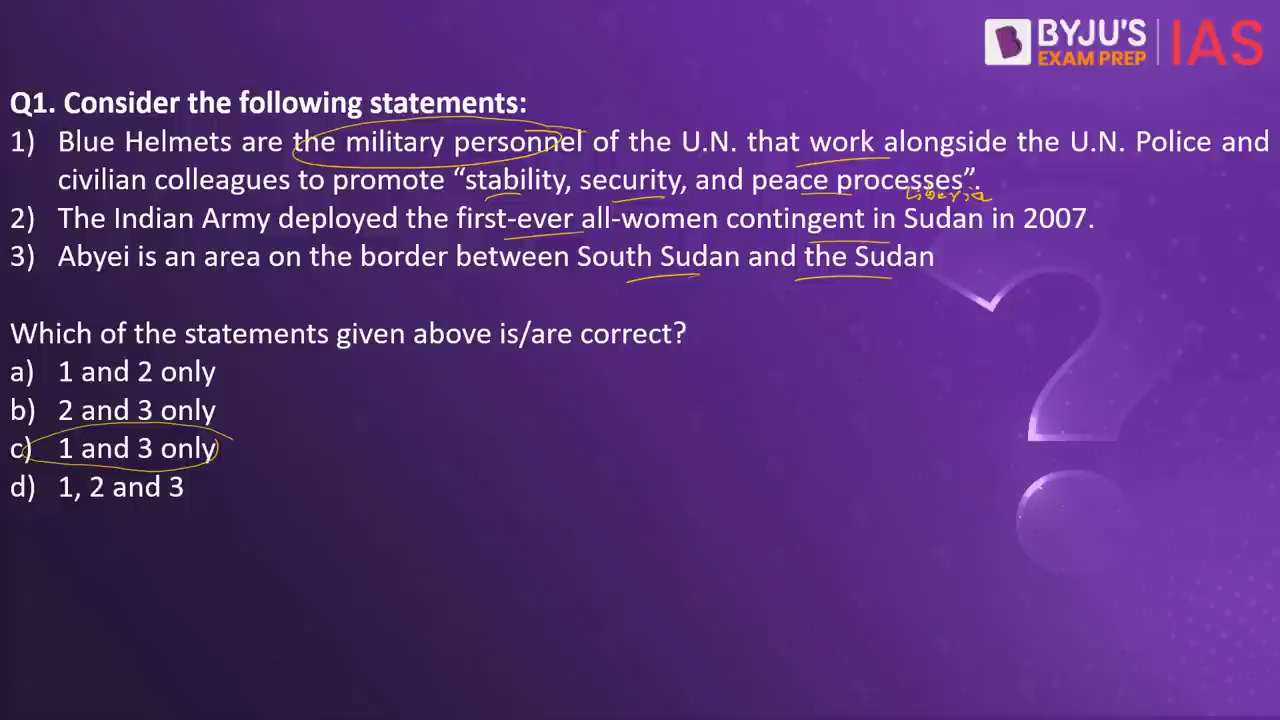 BYJU'S
EXAM PREP
IAS
Q1. Consider the following statements:
1) Blue Helmets are the military personnel of the U.N. that work alongside the U.N. Police and
civilian colleagues to promote “stability, security, and peace processes”.
Liberia
2) The Indian Army deployed the first-ever all-women contingent in Sudan in 2007.
3) Abyei is an area on the border between South Sudan and the Sudan
Which of the statements given above is/are correct?
a) 1 and 2 only
b) 2 and 3 only
c) 1 and 3 only
d) 1, 2 and 3